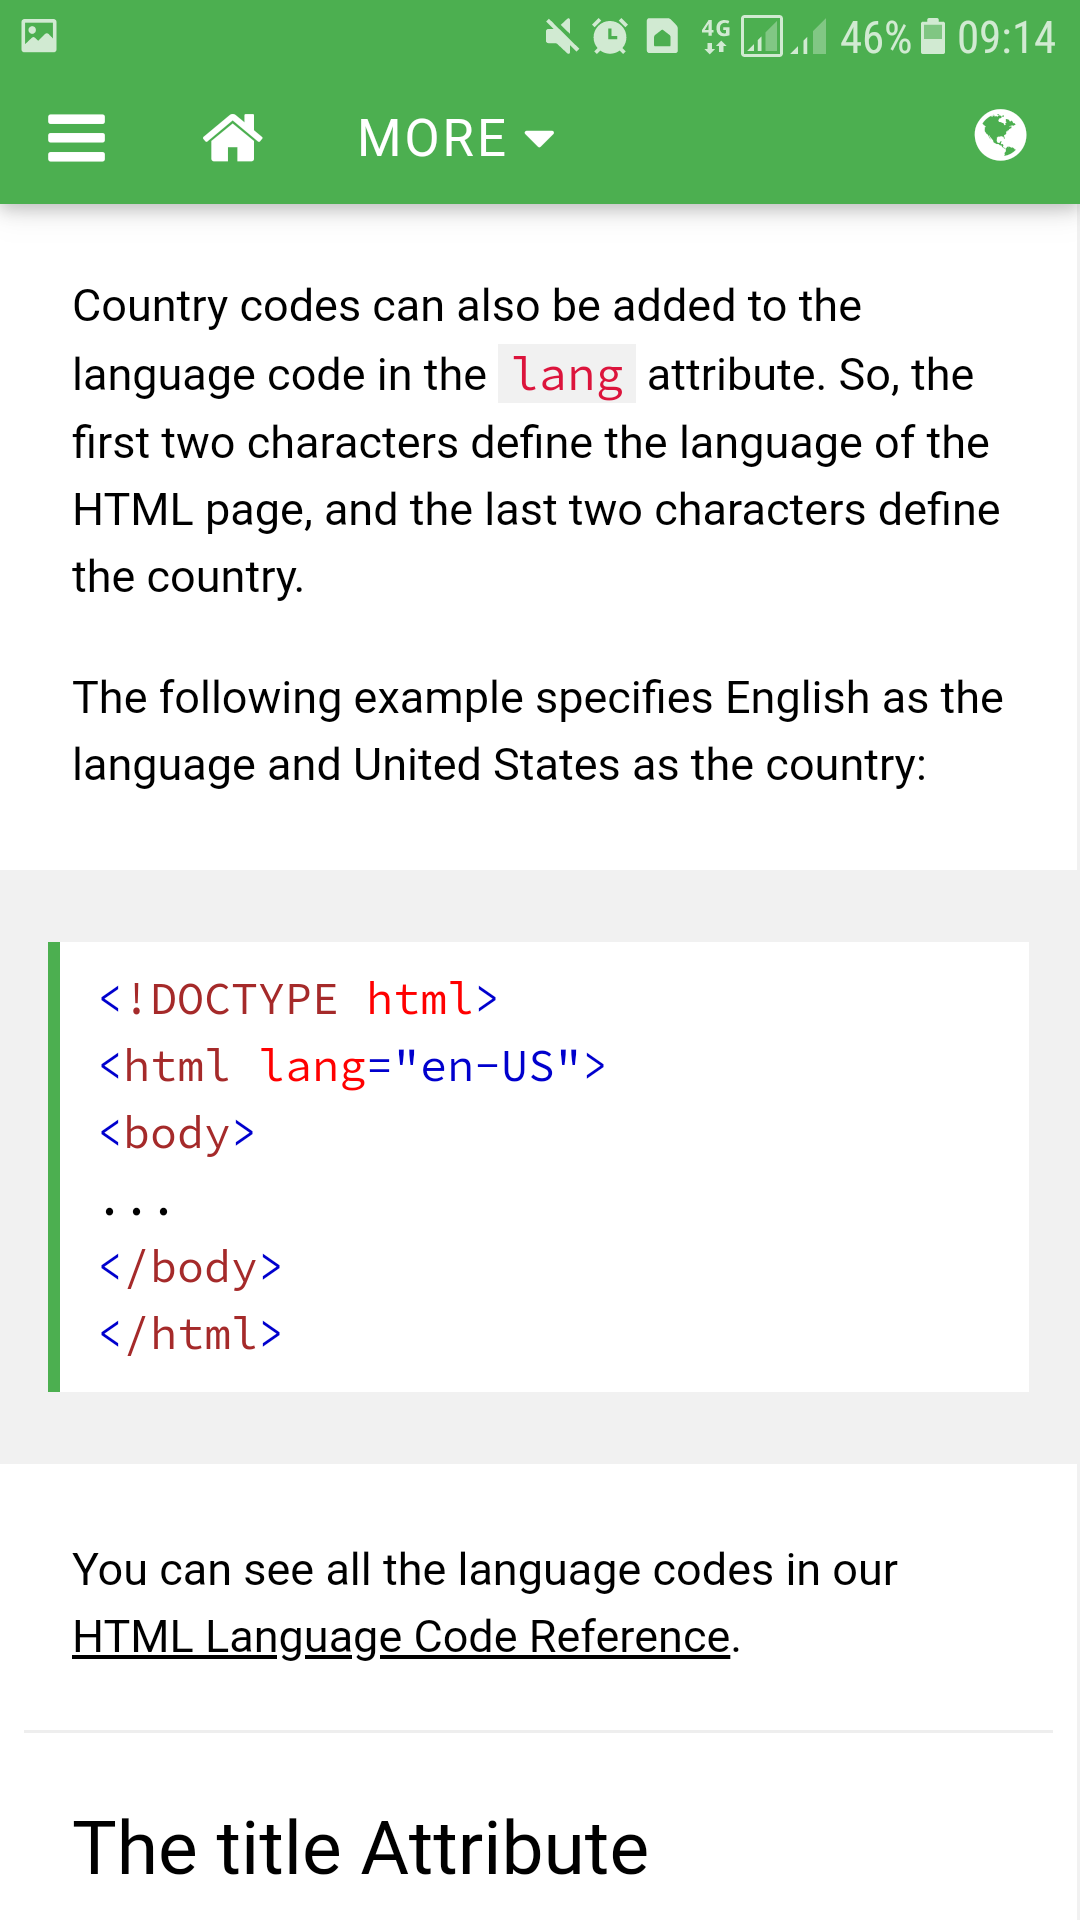 4G 46% 09:14
MORE
Country codes can also be added to the
language code in the lang attribute. So, the
first two characters define the language of the
HTML page, and the last two characters define
the country.
The following example specifies English as the
language and United States as the country:
<!DOCTYPE html>
<html lang="en-US">
<body>
...
</body>
</html>
You can see all the language codes in our
HTML Language Code Reference.
The title Attribute